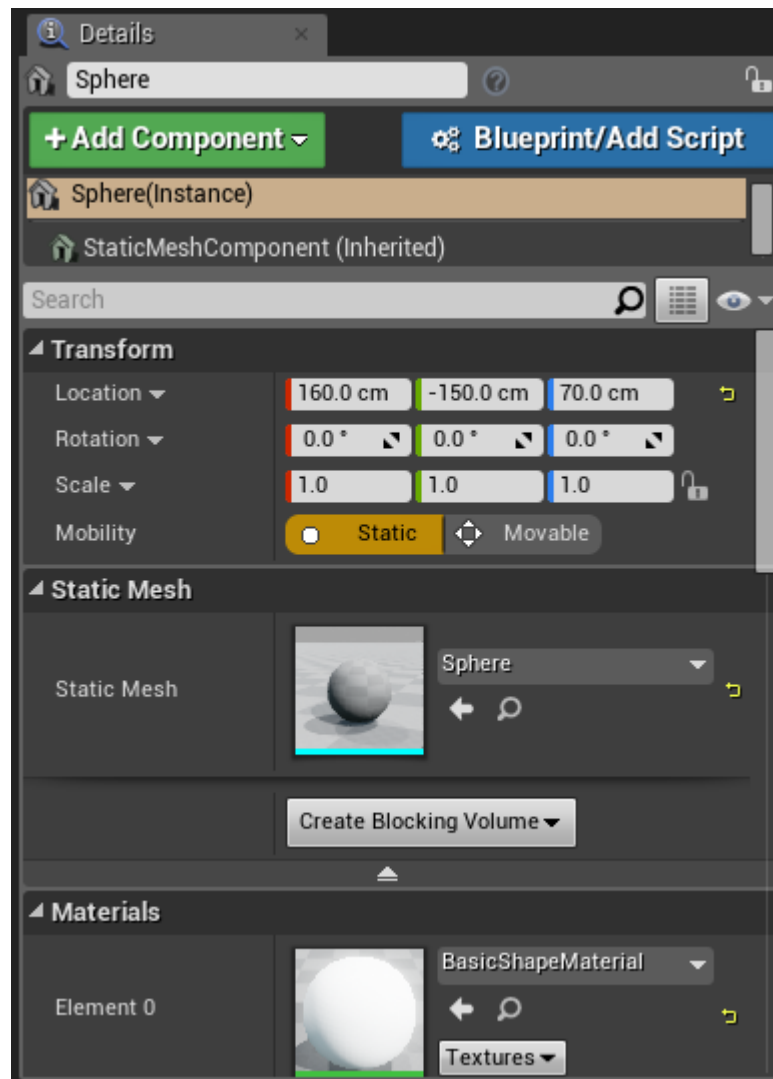 Details
Sphere
+Add Component
Blueprint/Add Script
Sphere(Instance)
StaticMeshComponent (Inherited)
Search
Transform
Location 160.0 cm -150.0 cm 70.0 cm
Rotation 0.0 ° 0.0 ° 0.0 °
Scale 1.0 1.0 1.0
Mobility Static Movable
Static Mesh
Static Mesh Sphere
Create Blocking Volume
Materials
BasicShapeMaterial
Element 0
Textures